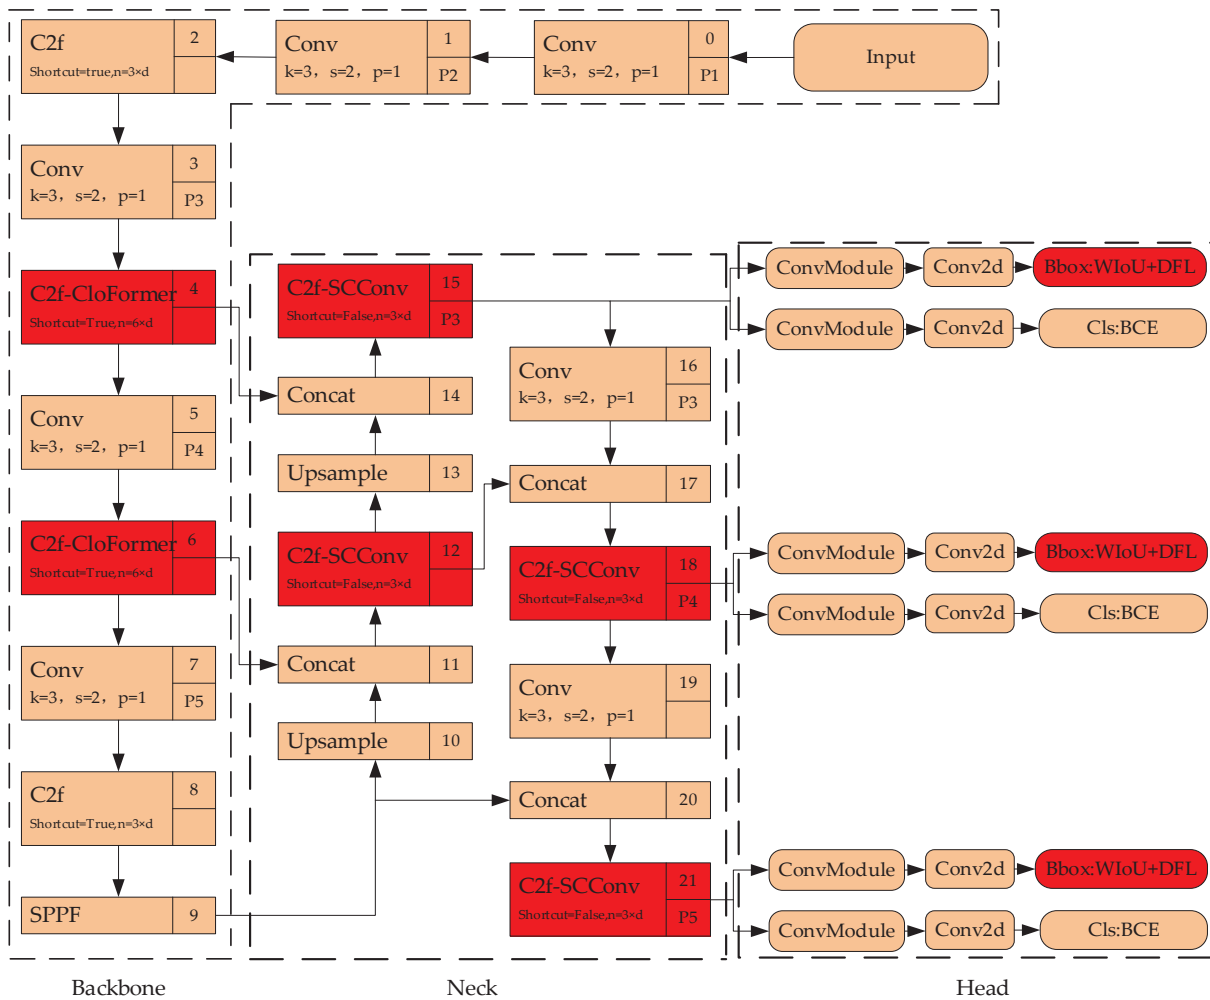 C2f
2
Shortcut=true,n=3×d
Conv
1
k=3, s=2, p=1
P2
Conv
0
k=3, s=2, p=1
P1
Input
Conv
3
k=3, s=2, p=1
P3
C2f-CloFormer
4
Shortcut=True,n=6×d
Conv
5
k=3, s=2, p=1
P4
C2f-CloFormer
6
Shortcut=True,n=6×d
Conv
7
k=3, s=2, p=1
P5
C2f
8
Shortcut=True,n=3×d
SPPF
9
Backbone
C2f-SCConv
15
Shortcut=False,n=3×d
P3
Concat
14
Upsample
13
C2f-SCConv
12
Shortcut=False,n=3×d
Concat
11
Upsample
10
Conv
16
k=3, s=2, p=1
P3
Concat
17
C2f-SCConv
18
Shortcut=False,n=3×d
P4
Conv
19
k=3, s=2, p=1
Concat
20
C2f-SCConv
21
Shortcut=False,n=3×d
P5
Neck
ConvModule
Conv2d
Bbox:WIoU+DFL
ConvModule
Conv2d
Cls:BCE
ConvModule
Conv2d
Bbox:WIoU+DFL
ConvModule
Conv2d
Cls:BCE
ConvModule
Conv2d
Bbox:WIoU+DFL
ConvModule
Conv2d
Cls:BCE
Head